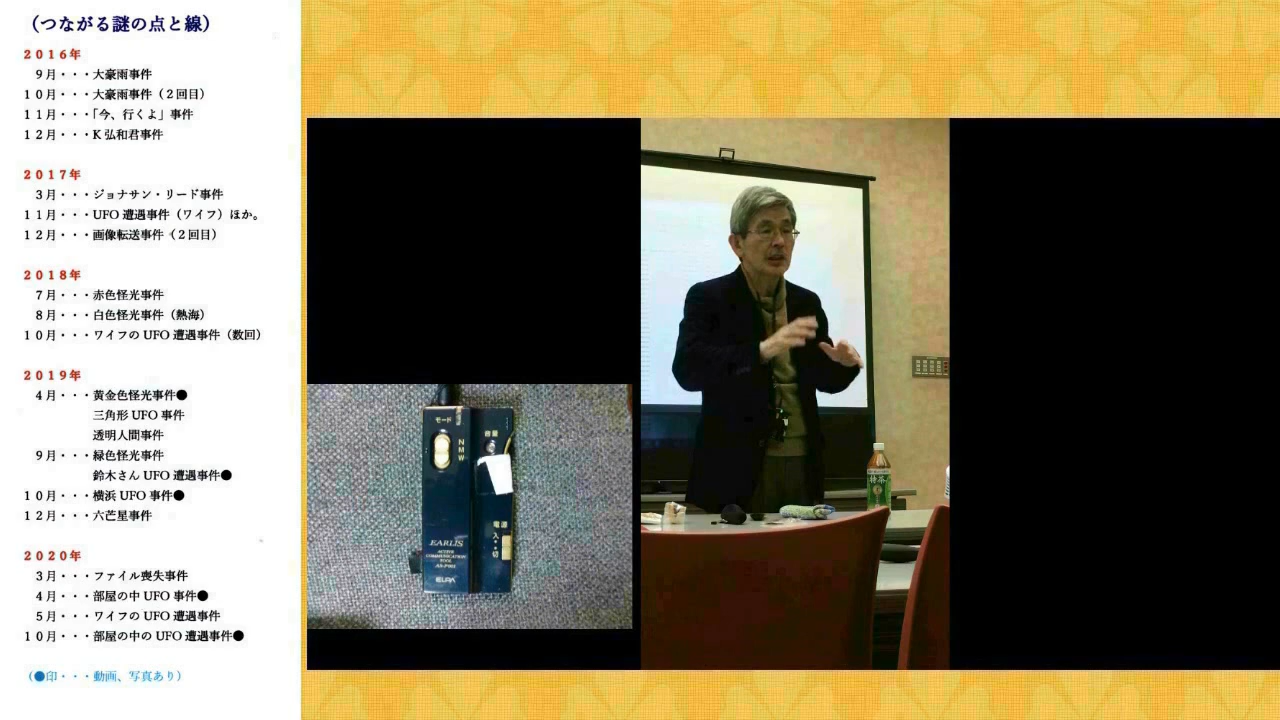 （つながる謎の点と線）
２０１６年
９月・・・大豪雨事件
１０月・・・大豪雨事件（２回目）
１１月・・・「今、行くよ」事件
１２月・・・K 弘和君事件
２０１７年
３月・・・ジョナサン・リード事件
１１月・・・UFO 遭遇事件（ワイフ）ほか。
１２月・・・画像転送事件（２回目）
２０１８年
７月・・・赤色怪光事件
８月・・・白色怪光事件（熱海）
１０月・・・ワイフの UFO 遭遇事件（数回）
２０１９年
４月・・・黄金色怪光事件●
三角形 UFO 事件
透明人間事件
９月・・・緑色怪光事件
鈴木さん UFO 遭遇事件●
１０月・・・横浜 UFO 事件●
１２月・・・六芒星事件
２０２０年
３月・・・ファイル喪失事件
４月・・・部屋の中 UFO 事件●
５月・・・ワイフの UFO 遭遇事件
１０月・・・部屋の中の UFO 遭遇事件●
（●印・・・動画、写真あり）
モード
N
M
W
音量
電源
入・・切
EARLIS
ACTIVE
COMMUNICATION
TOOL
ELPA
特茶